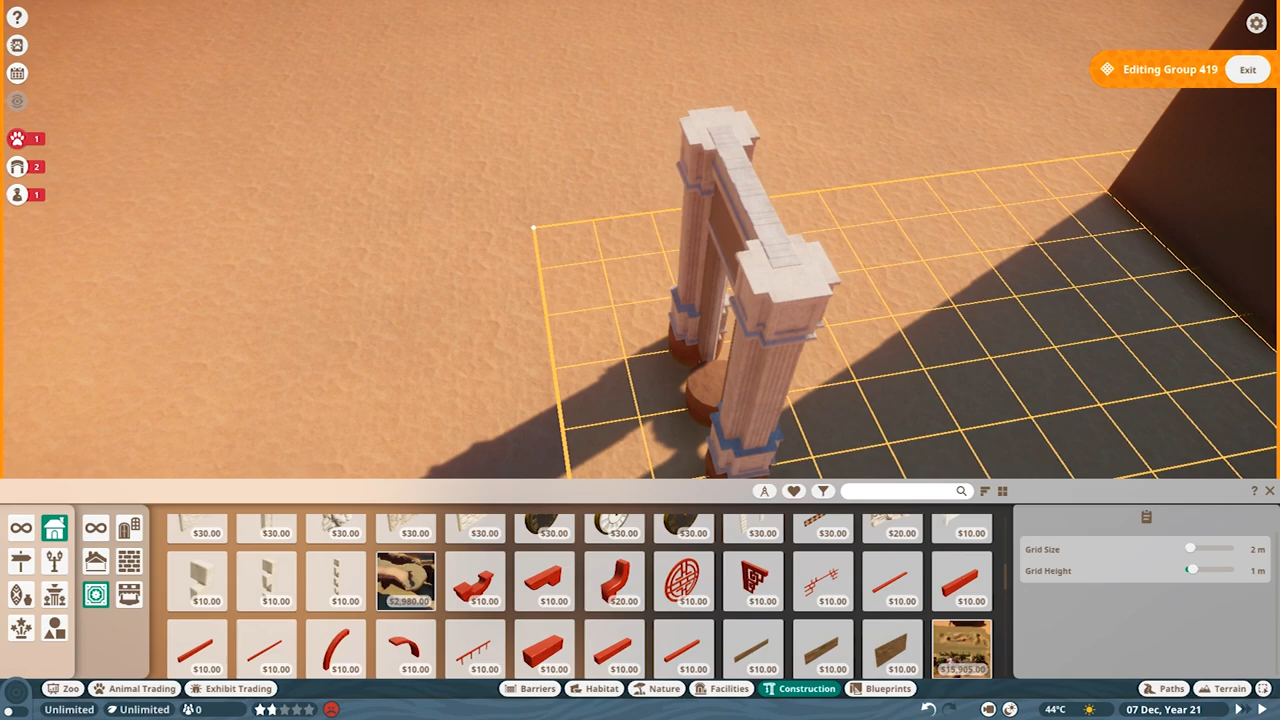 ?
Editing Group 419
Exit
1
2
1
? ×
$30.00 $30.00 $30.00 $30.00 $30.00 $30.00 $30.00 $30.00 $30.00 $30.00 $20.00 $10.00
Grid Size 2 m
Grid Height 1 m
$10.00 $10.00 $10.00 $2,980.00 $10.00 $10.00 $20.00 $10.00 $10.00 $10.00 $10.00 $10.00
$10.00 $10.00 $10.00 $10.00 $10.00 $10.00 $10.00 $10.00 $10.00 $10.00 $10.00 $15,905.00
Zoo Animal Trading Exhibit Trading Barriers Habitat Nature Facilities Construction Blueprints Paths Terrain
Unlimited Unlimited 0 44°C 07 Dec, Year 21